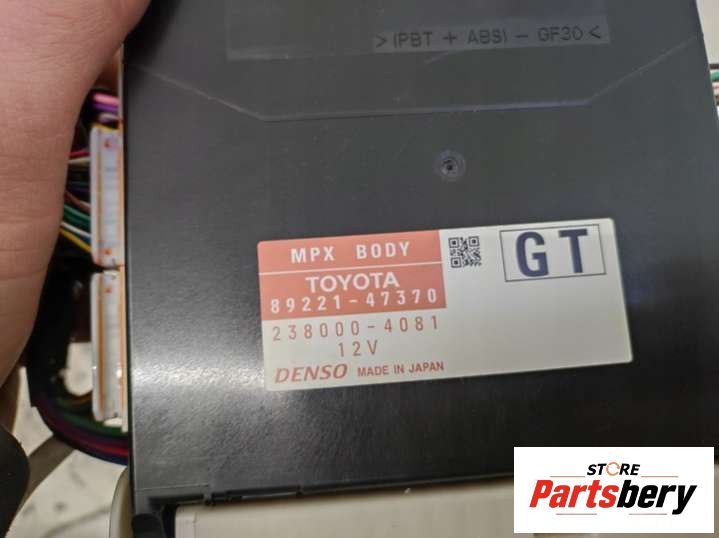 >(PBT + ABS) - GF30<
MPX BODY
GT
TOYOTA
89221-47370
238000-4081
12V
DENSO MADE IN JAPAN
STORE
Partsbery